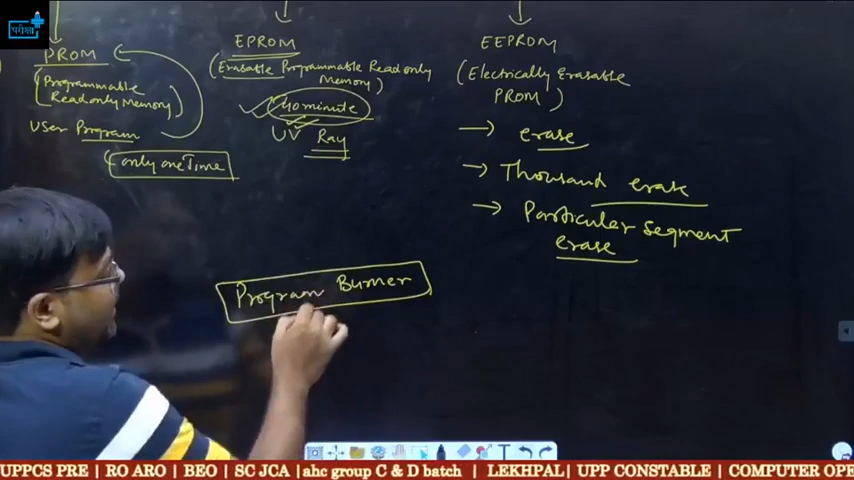 परीक्षा
PROM
(Programmable
Readonly Memory)
User Program
only one Time
EPROM
(Erasable Programmable Readonly
Memory)
40 minute
UV Ray
EEPROM
(Electrically Erasable
PROM)
→ erase
→ Thousand erase
→ Particular segment
erase
Program Burner
UPPCS PRE | RO ARO | BEO | SC JCA |ahc group C & D batch | LEKHPAL| UPP CONSTABLE | COMPUTER OPE